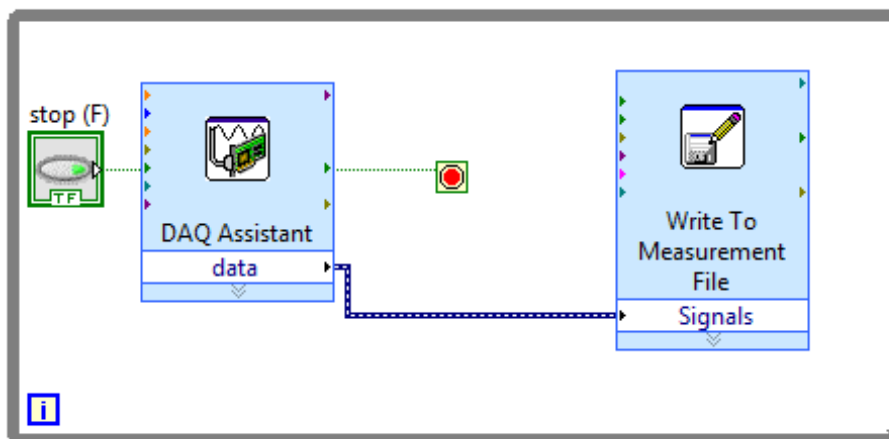 stop (F)
TF
DAQ Assistant
data
Write To
Measurement
File
Signals
i